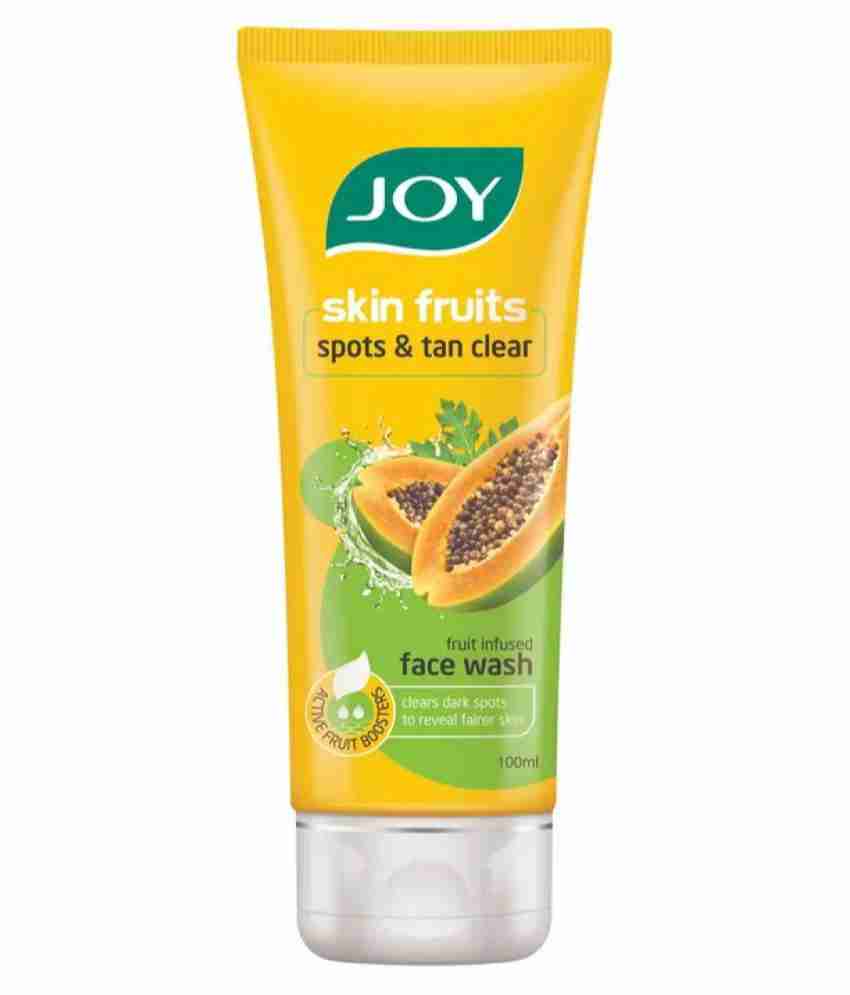 JOY
skin fruits
spots & tan clear
fruit infused
face wash
clears dark spots
to reveal fairer skin
ACTIVE FRUIT BOOSTERS
100ml